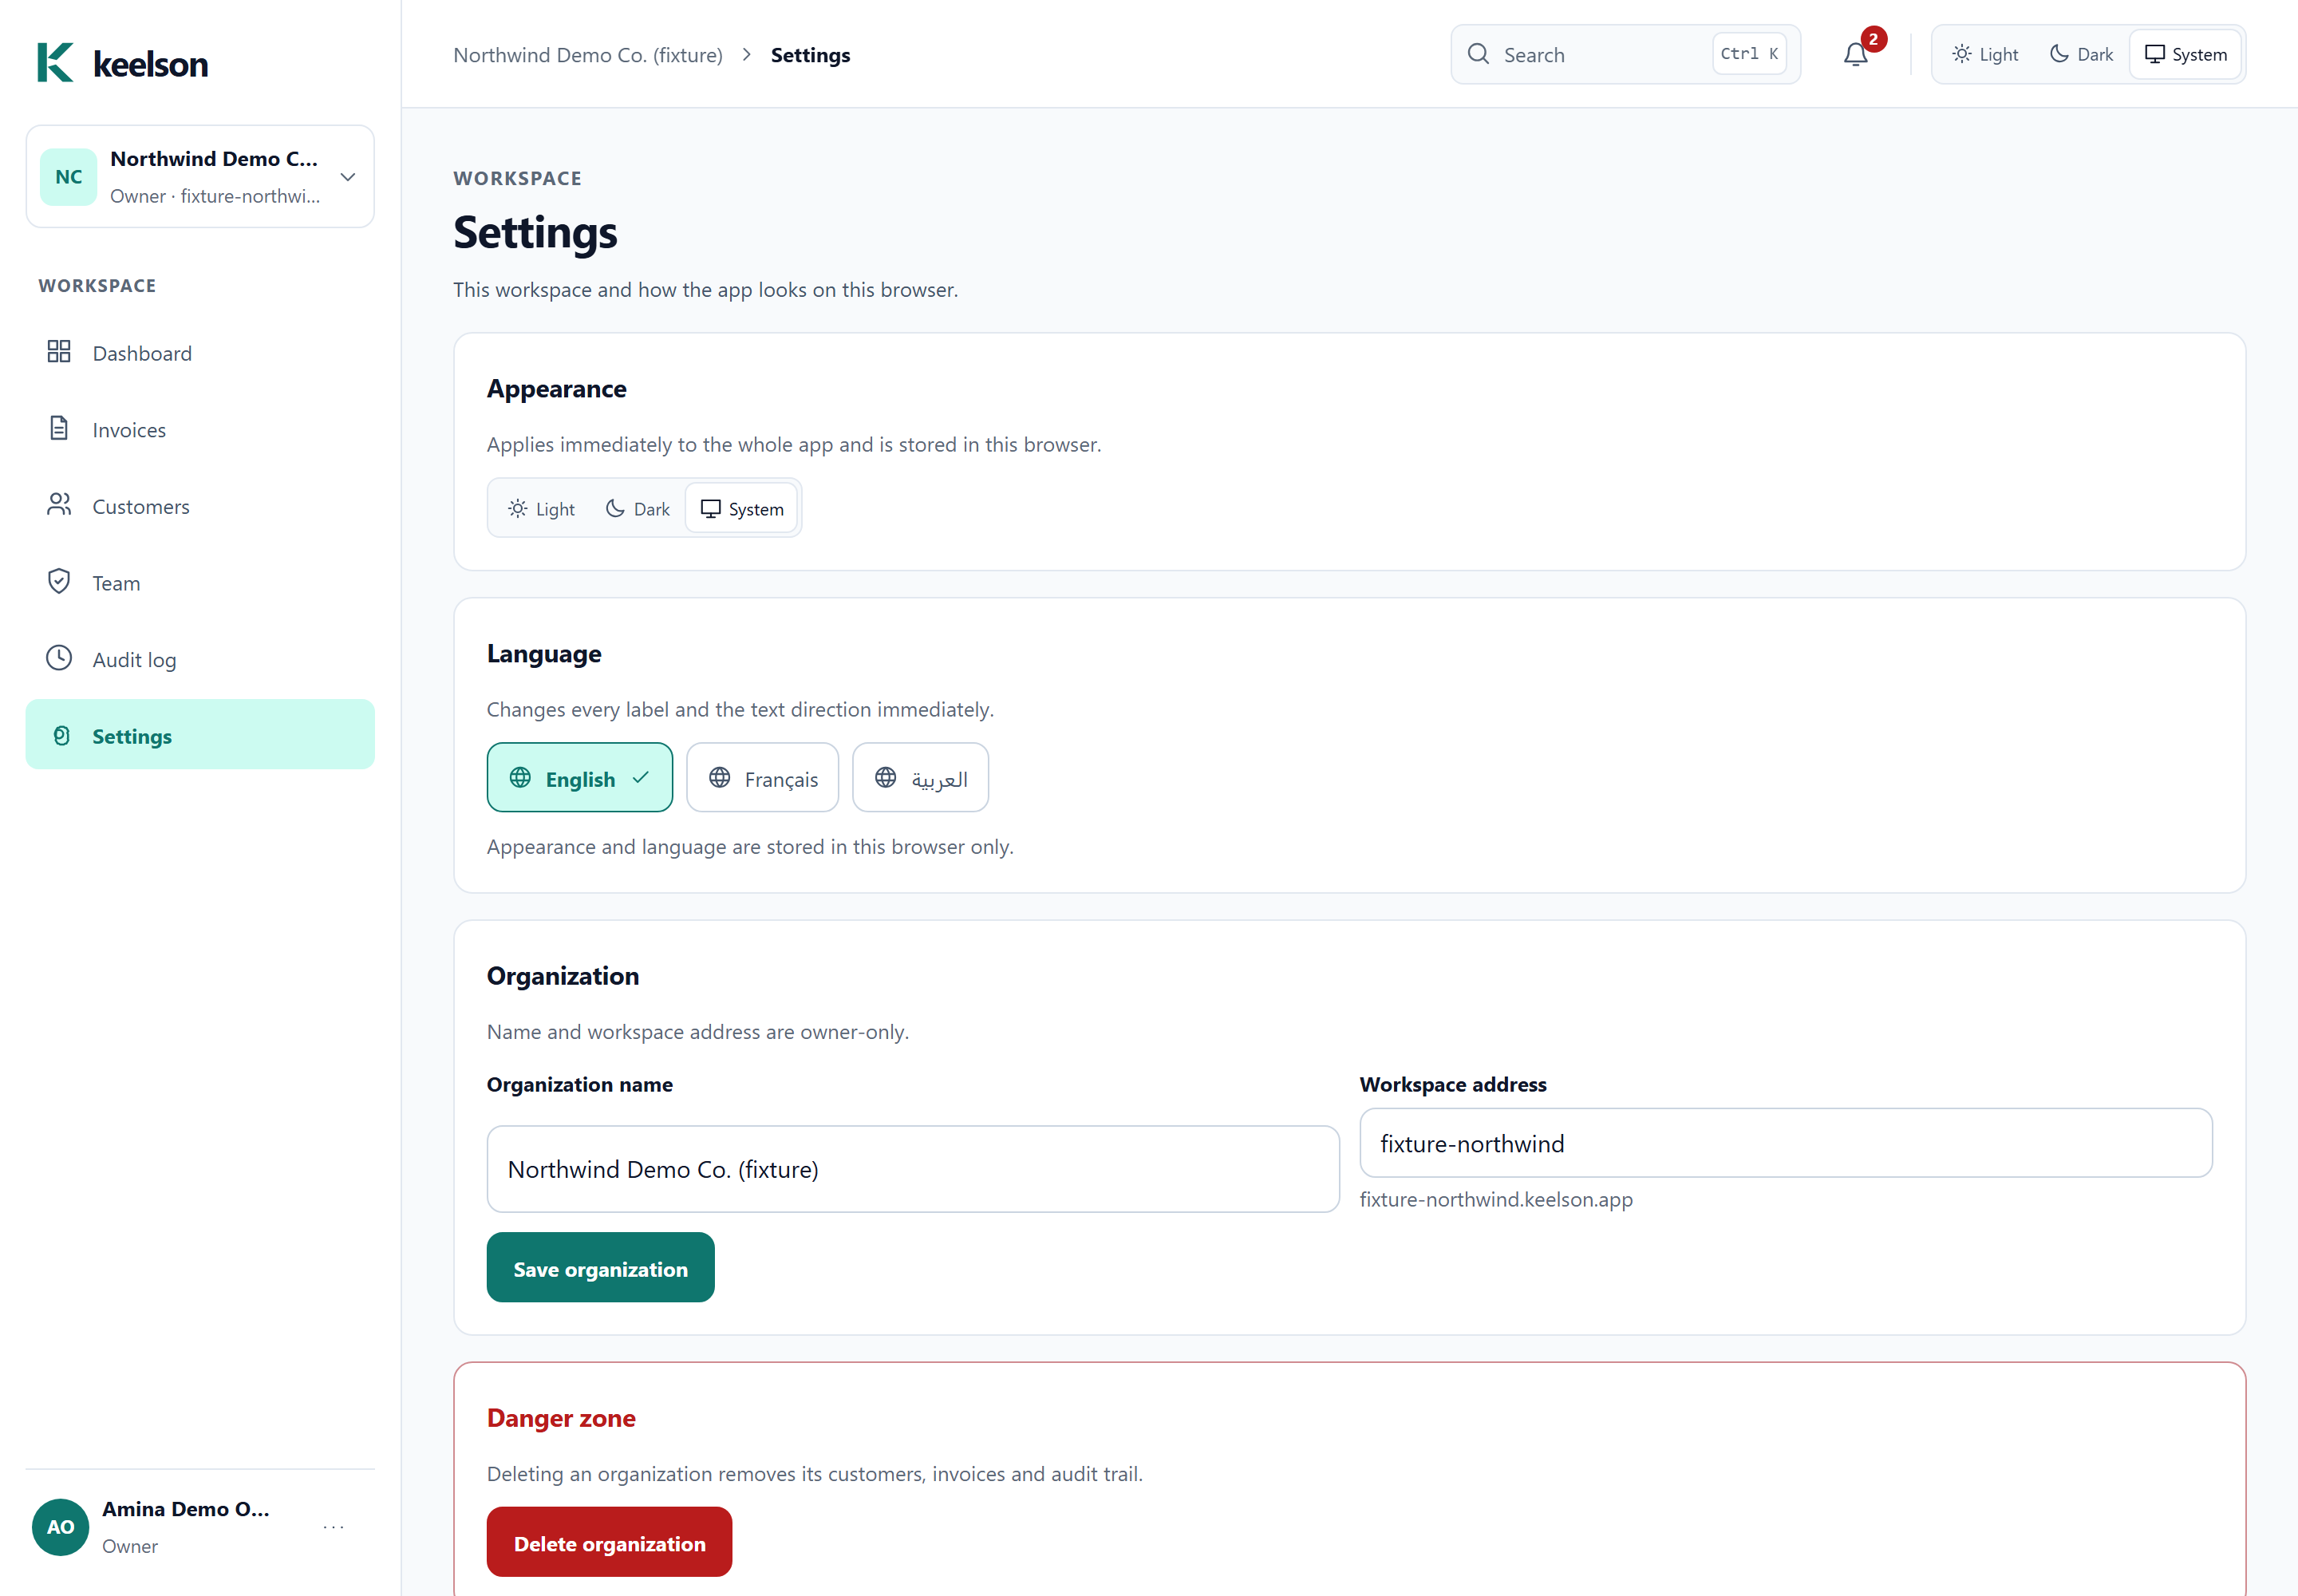 keelson
NC
Northwind Demo C...
Owner · fixture-northwi...
WORKSPACE
Dashboard
Invoices
Customers
Team
Audit log
Settings
AO
Amina Demo O...
Owner
Northwind Demo Co. (fixture) > Settings
Search
Ctrl K
2
Light
Dark
System
WORKSPACE
Settings
This workspace and how the app looks on this browser.
Appearance
Applies immediately to the whole app and is stored in this browser.
Light
Dark
System
Language
Changes every label and the text direction immediately.
English
Français
العربية
Appearance and language are stored in this browser only.
Organization
Name and workspace address are owner-only.
Organization name
Northwind Demo Co. (fixture)
Workspace address
fixture-northwind
fixture-northwind.keelson.app
Save organization
Danger zone
Deleting an organization removes its customers, invoices and audit trail.
Delete organization